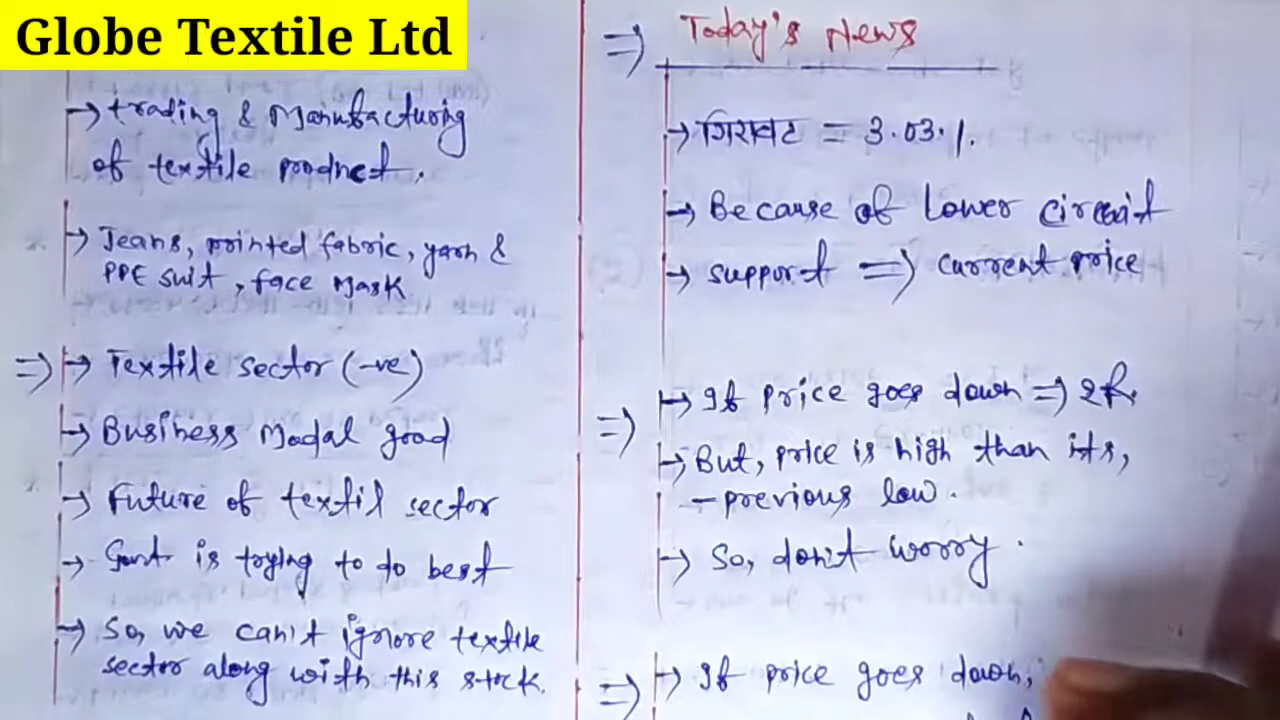 Globe Textile Ltd
→ trading & Manufacturing
of textile product.
→ Jeans, printed fabric, yarn &
PPE suit, face Mask
⇒ → Textile sector (-ve)
→ Business Modal good
→ Future of textil sector
→ Govt. is trying to do best
→ So, we can't ignore textile
sector along with this stock.
⇒ Today's News
→ गिरावट = 3.03%.
→ Because of Lower circuit
→ support ⇒ current price
⇒ → If price goes down ⇒ 2R.
→ But, price is high than its,
- previous low.
→ So, don't worry.
⇒ → If price goes down,